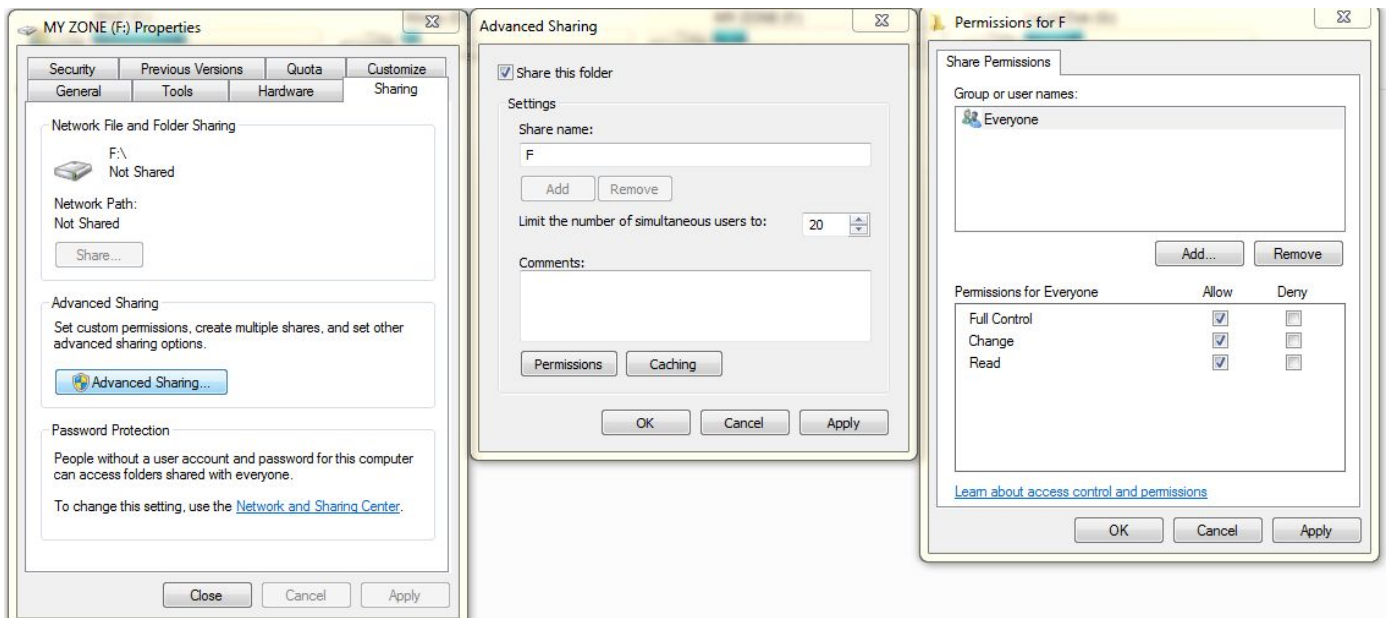 MY ZONE (F:) Properties
Security Previous Versions Quota Customize
General Tools Hardware Sharing
Network File and Folder Sharing
F:\
Not Shared
Network Path:
Not Shared
Share...
Advanced Sharing
Set custom permissions, create multiple shares, and set other
advanced sharing options.
Advanced Sharing...
Password Protection
People without a user account and password for this computer
can access folders shared with everyone.
To change this setting, use the Network and Sharing Center.
Close Cancel Apply
Advanced Sharing
Share this folder
Settings
Share name:
F
Add Remove
Limit the number of simultaneous users to: 20
Comments:
Permissions Caching
OK Cancel Apply
Permissions for F
Share Permissions
Group or user names:
Everyone
Add... Remove
Permissions for Everyone Allow Deny
Full Control
Change
Read
Learn about access control and permissions
OK Cancel Apply